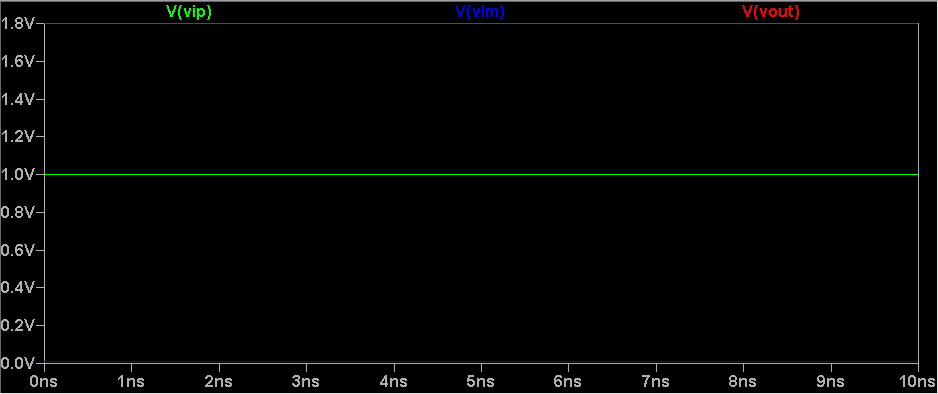 V(vip) V(vim) V(vout)
1.8V
1.6V
1.4V
1.2V
1.0V
0.8V
0.6V
0.4V
0.2V
0.0V
0ns 1ns 2ns 3ns 4ns 5ns 6ns 7ns 8ns 9ns 10ns